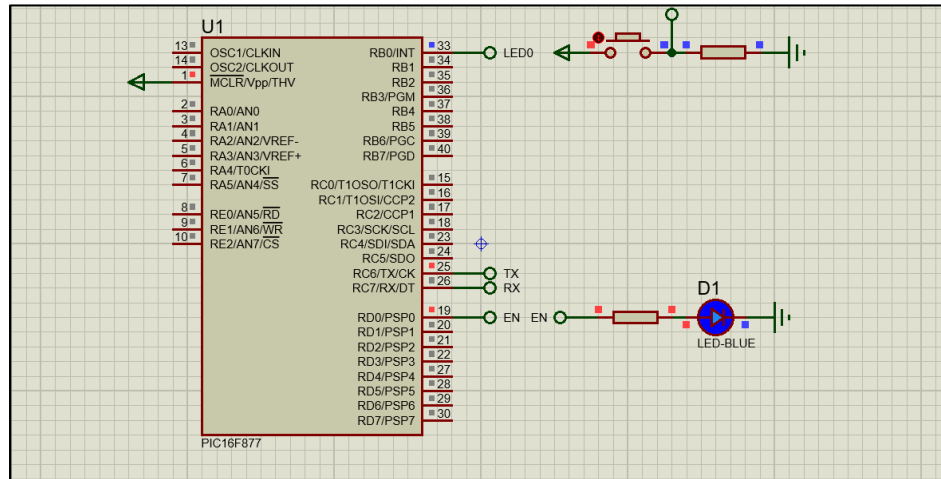 U1
13 OSC1/CLKIN
14 OSC2/CLKOUT
1 MCLR/Vpp/THV
2 RA0/AN0
3 RA1/AN1
4 RA2/AN2/VREF-
5 RA3/AN3/VREF+
6 RA4/T0CKI
7 RA5/AN4/SS
8 RE0/AN5/RD
9 RE1/AN6/WR
10 RE2/AN7/CS
RB0/INT 33
RB1 34
RB2 35
RB3/PGM 36
RB4 37
RB5 38
RB6/PGC 39
RB7/PGD 40
RC0/T1OSO/T1CKI 15
RC1/T1OSI/CCP2 16
RC2/CCP1 17
RC3/SCK/SCL 18
RC4/SDI/SDA 23
RC5/SDO 24
RC6/TX/CK 25
RC7/RX/DT 26
RD0/PSP0 19
RD1/PSP1 20
RD2/PSP2 21
RD3/PSP3 22
RD4/PSP4 27
RD5/PSP5 28
RD6/PSP6 29
RD7/PSP7 30
PIC16F877
LED0
TX
RX
EN EN
D1
LED-BLUE